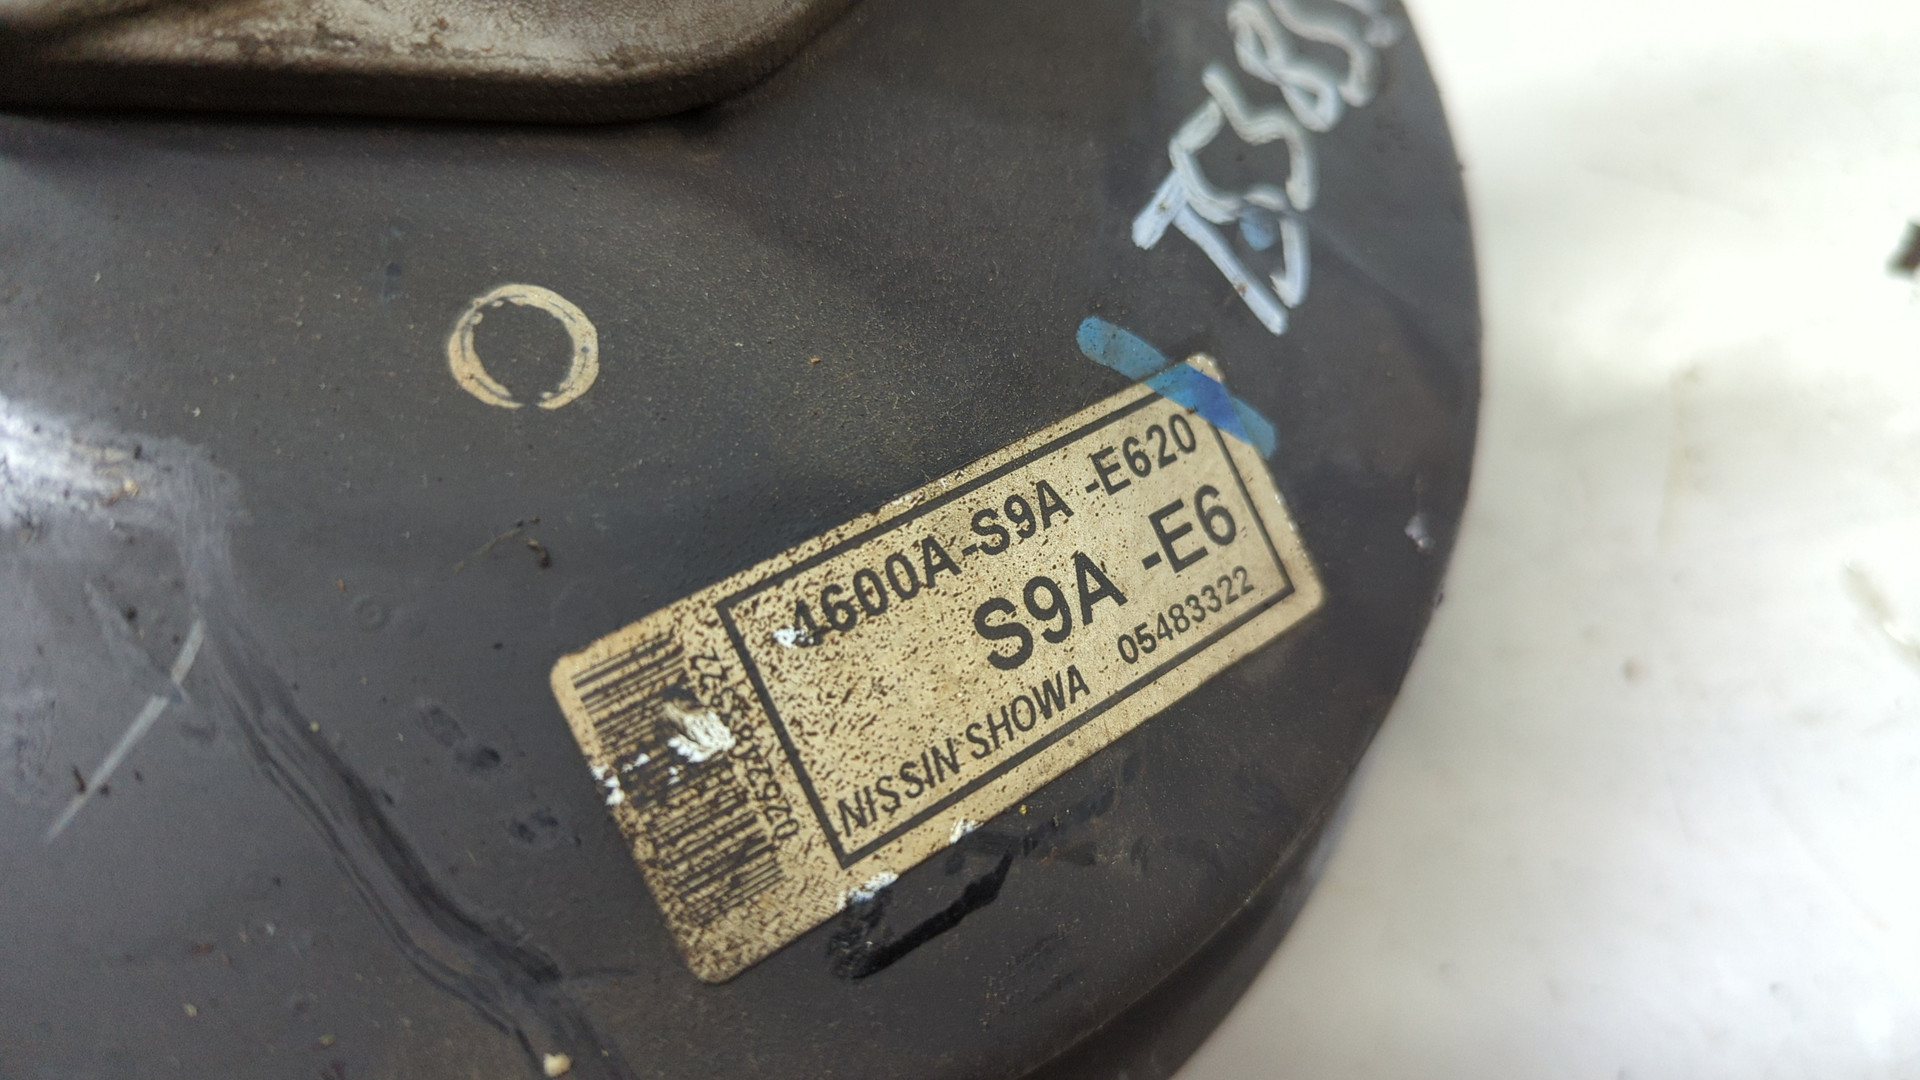 4600A-S9A -E620
S9A -E6
NISSIN SHOWA 05483322